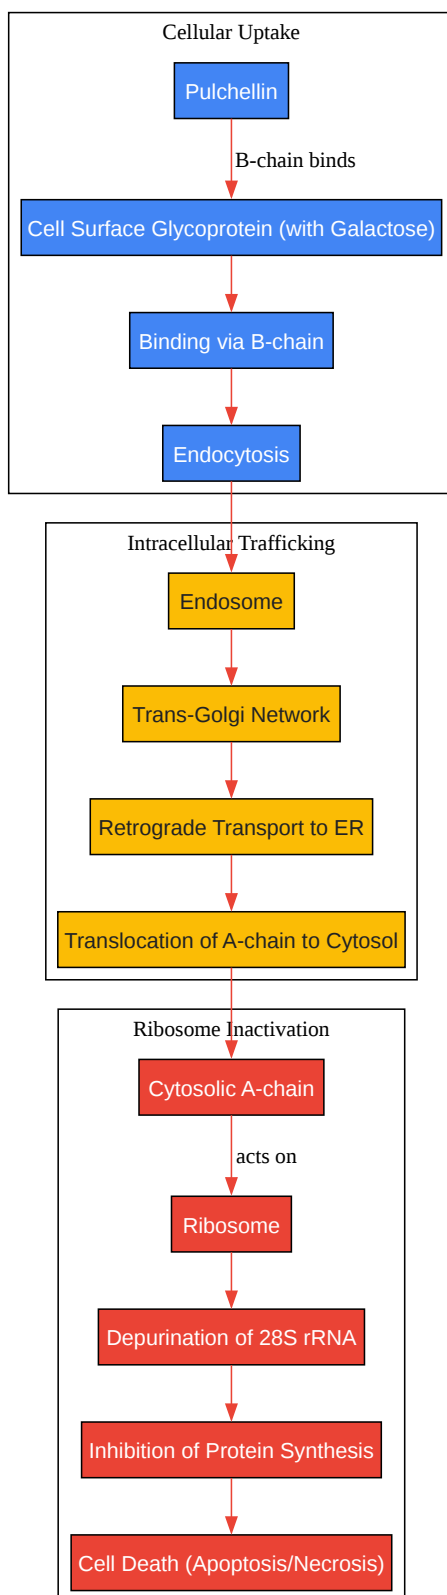 Cellular Uptake
Pulchellin
B-chain binds
Cell Surface Glycoprotein (with Galactose)
Binding via B-chain
Endocytosis
Intracellular Trafficking
Endosome
Trans-Golgi Network
Retrograde Transport to ER
Translocation of A-chain to Cytosol
Ribosome Inactivation
Cytosolic A-chain
acts on
Ribosome
Depurination of 28S rRNA
Inhibition of Protein Synthesis
Cell Death (Apoptosis/Necrosis)